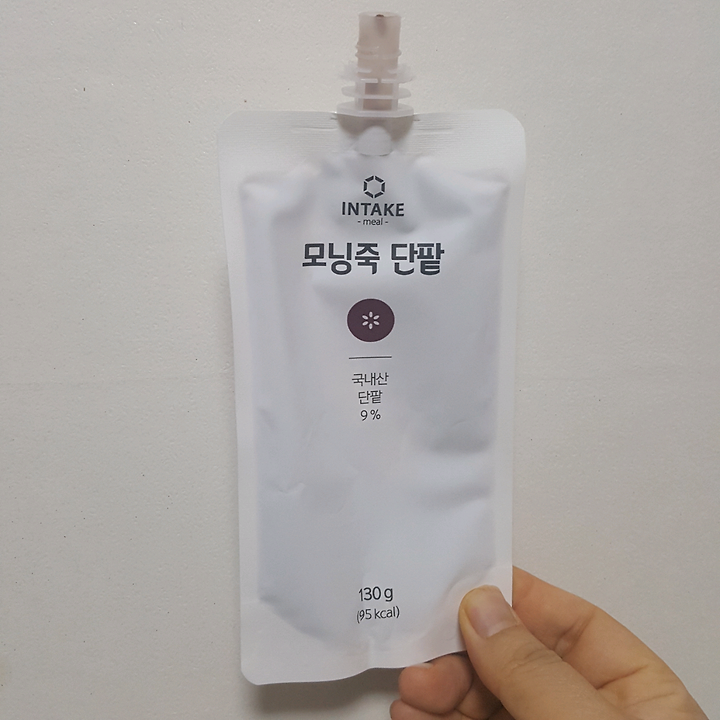 INTAKE
- meal -
모닝죽 단팥
국내산
단팥
9%
130g
(95 kcal)